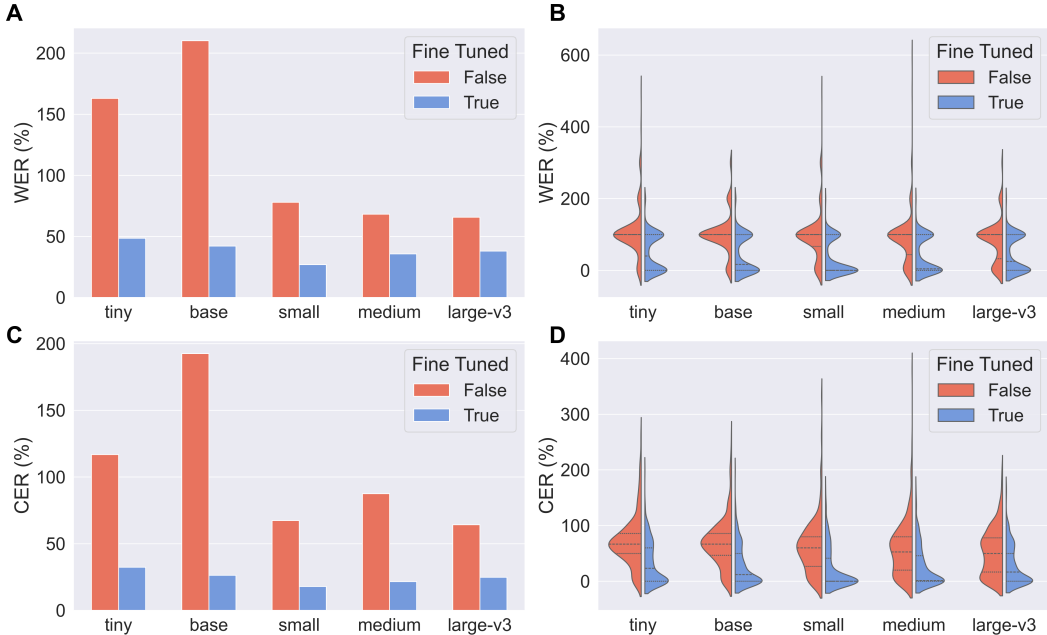 A
WER (%)
200
150
100
50
0
Fine Tuned
False
True
tiny base small medium large-v3
B
WER (%)
600
400
200
0
Fine Tuned
False
True
tiny base small medium large-v3
C
CER (%)
200
150
100
50
0
Fine Tuned
False
True
tiny base small medium large-v3
D
CER (%)
400
300
200
100
0
Fine Tuned
False
True
tiny base small medium large-v3